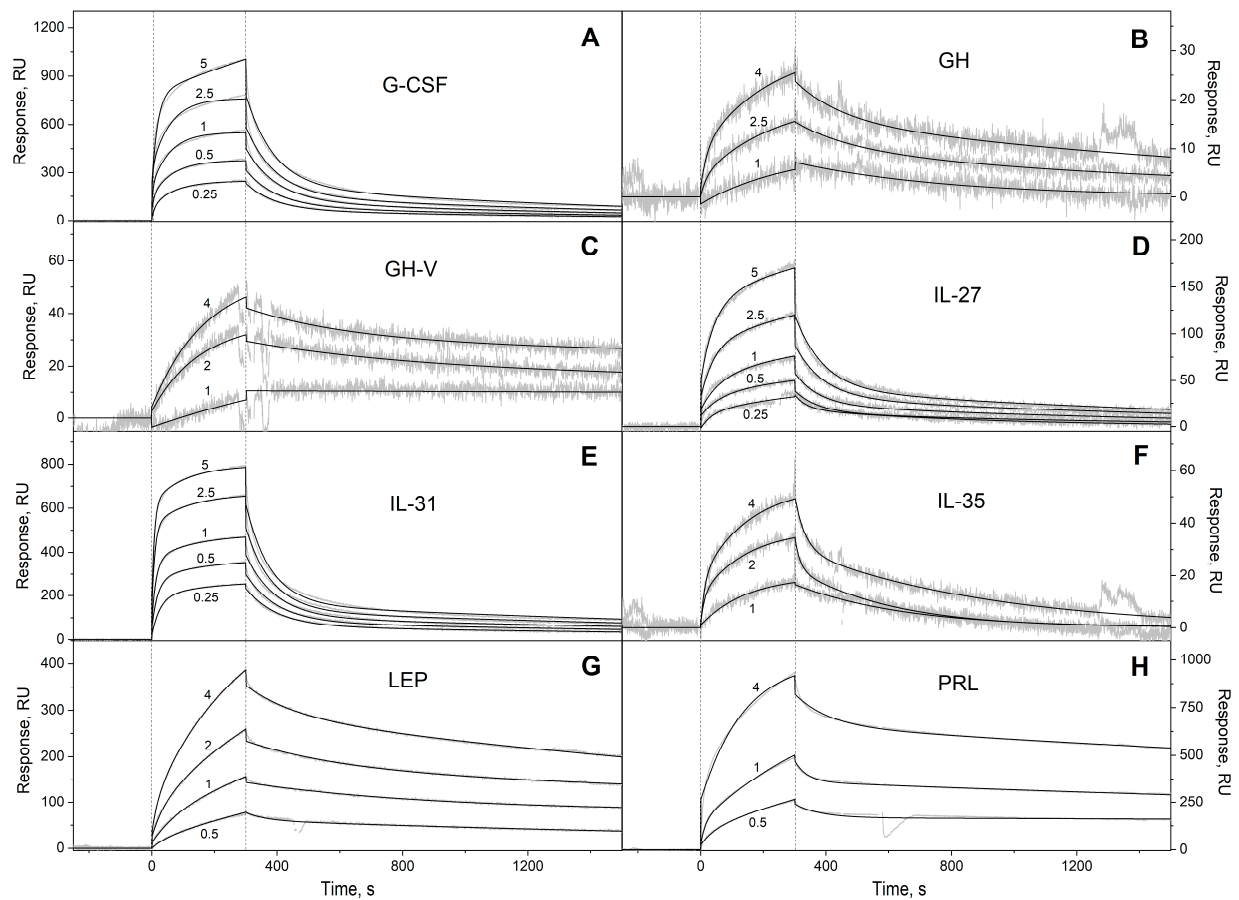 A
G-CSF
Response, RU
1200
900
600
300
0
5
2.5
1
0.5
0.25
B
GH
Response, RU
30
20
10
0
4
2.5
1
C
GH-V
Response, RU
60
40
20
0
4
2
1
D
IL-27
Response, RU
200
150
100
50
0
5
2.5
1
0.5
0.25
E
IL-31
Response, RU
800
600
400
200
0
5
2.5
1
0.5
0.25
F
IL-35
Response, RU
60
40
20
0
4
2
1
G
LEP
Response, RU
400
300
200
100
0
4
2
1
0.5
0 400 800 1200
Time, s
H
PRL
Response, RU
1000
750
500
250
0
4
1
0.5
0 400 800 1200
Time, s